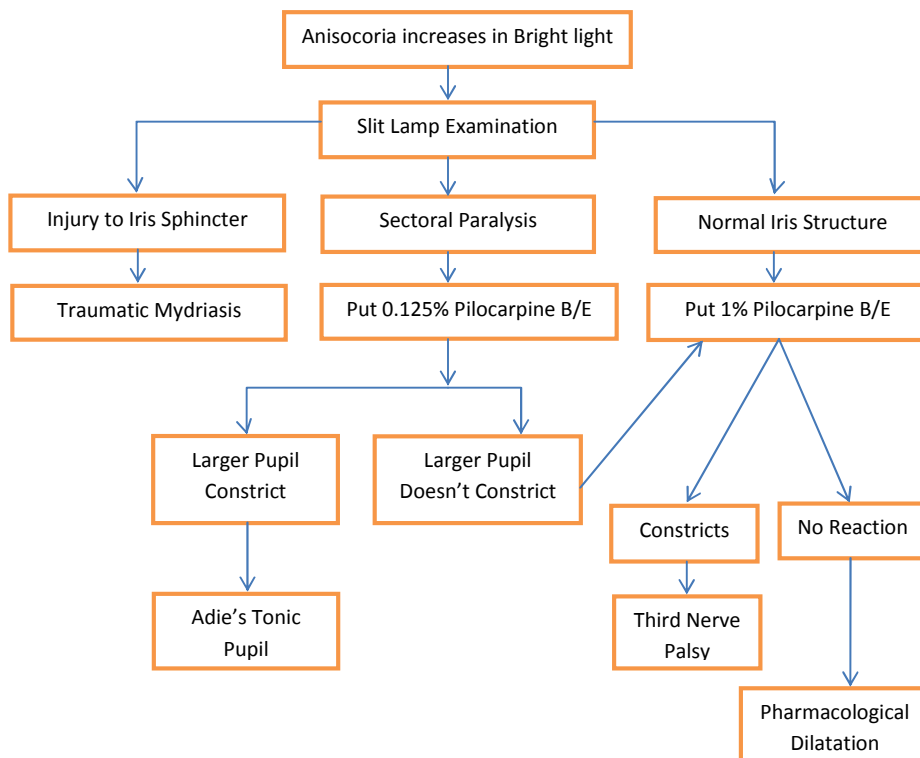 Anisocoria increases in Bright light
Slit Lamp Examination
Injury to Iris Sphincter
Sectoral Paralysis
Normal Iris Structure
Traumatic Mydriasis
Put 0.125% Pilocarpine B/E
Put 1% Pilocarpine B/E
Larger Pupil
Constrict
Larger Pupil
Doesn’t Constrict
Constricts
No Reaction
Adie’s Tonic
Pupil
Third Nerve
Palsy
Pharmacological
Dilatation